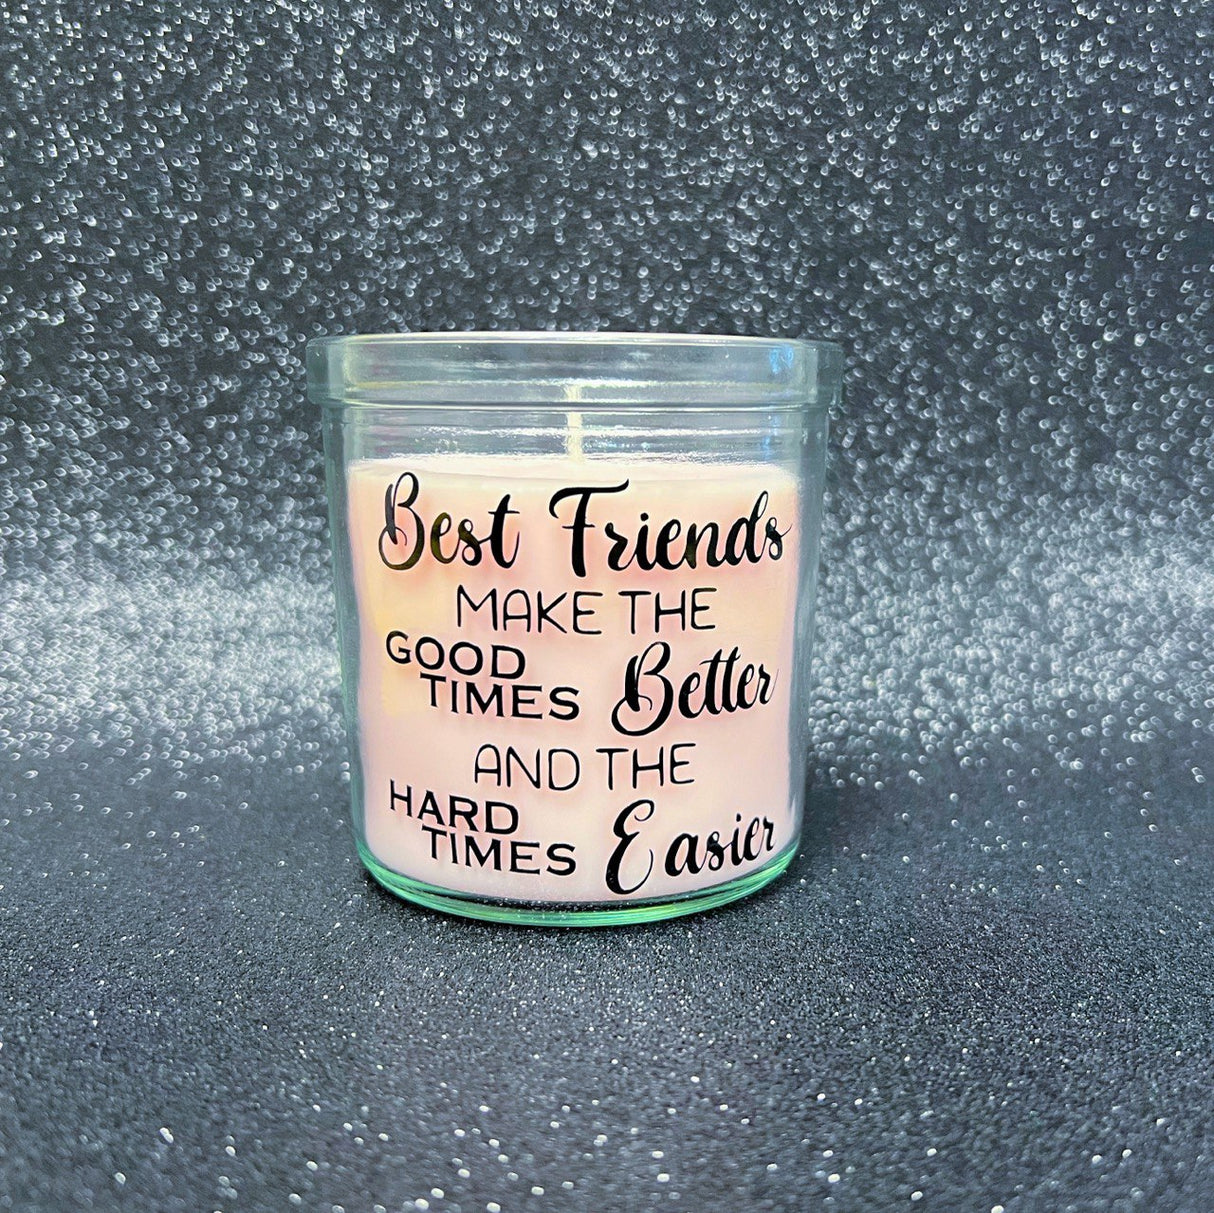 Best Friends
MAKE THE
GOOD
TIMES Better
AND THE
HARD
TIMES Easier